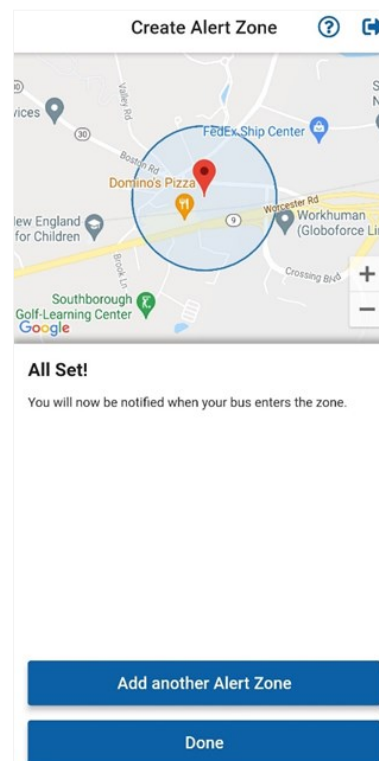 Create Alert Zone
?
S
N
vices
Valley Rd
30
FedEx Ship Center
Boston Rd
Domino's Pizza
Worcester Rd
Workhuman
(Globoforce Li
9
ew England
for Children
Brook Ln
Crossing Blvd
+
Southborough
Golf-Learning Center
−
Google
All Set!
You will now be notified when your bus enters the zone.
Add another Alert Zone
Done